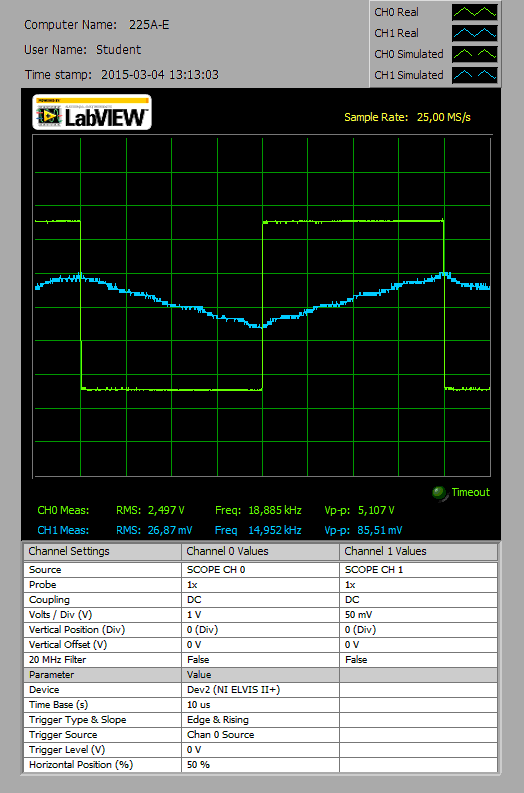 Computer Name: 225A-E
User Name: Student
Time stamp: 2015-03-04 13:13:03
CH0 Real
CH1 Real
CH0 Simulated
CH1 Simulated
LabVIEW
Sample Rate: 25,00 MS/s
Timeout
CH0 Meas: RMS: 2,497 V Freq: 18,885 kHz Vp-p: 5,107 V
CH1 Meas: RMS: 26,87 mV Freq 14,952 kHz Vp-p: 85,51 mV
Channel Settings Channel 0 Values Channel 1 Values
Source SCOPE CH 0 SCOPE CH 1
Probe 1x 1x
Coupling DC DC
Volts / Div (V) 1 V 50 mV
Vertical Position (Div) 0 (Div) 0 (Div)
Vertical Offset (V) 0 V 0 V
20 MHz Filter False False
Parameter Value
Device Dev2 (NI ELVIS II+)
Time Base (s) 10 us
Trigger Type & Slope Edge & Rising
Trigger Source Chan 0 Source
Trigger Level (V) 0 V
Horizontal Position (%) 50 %